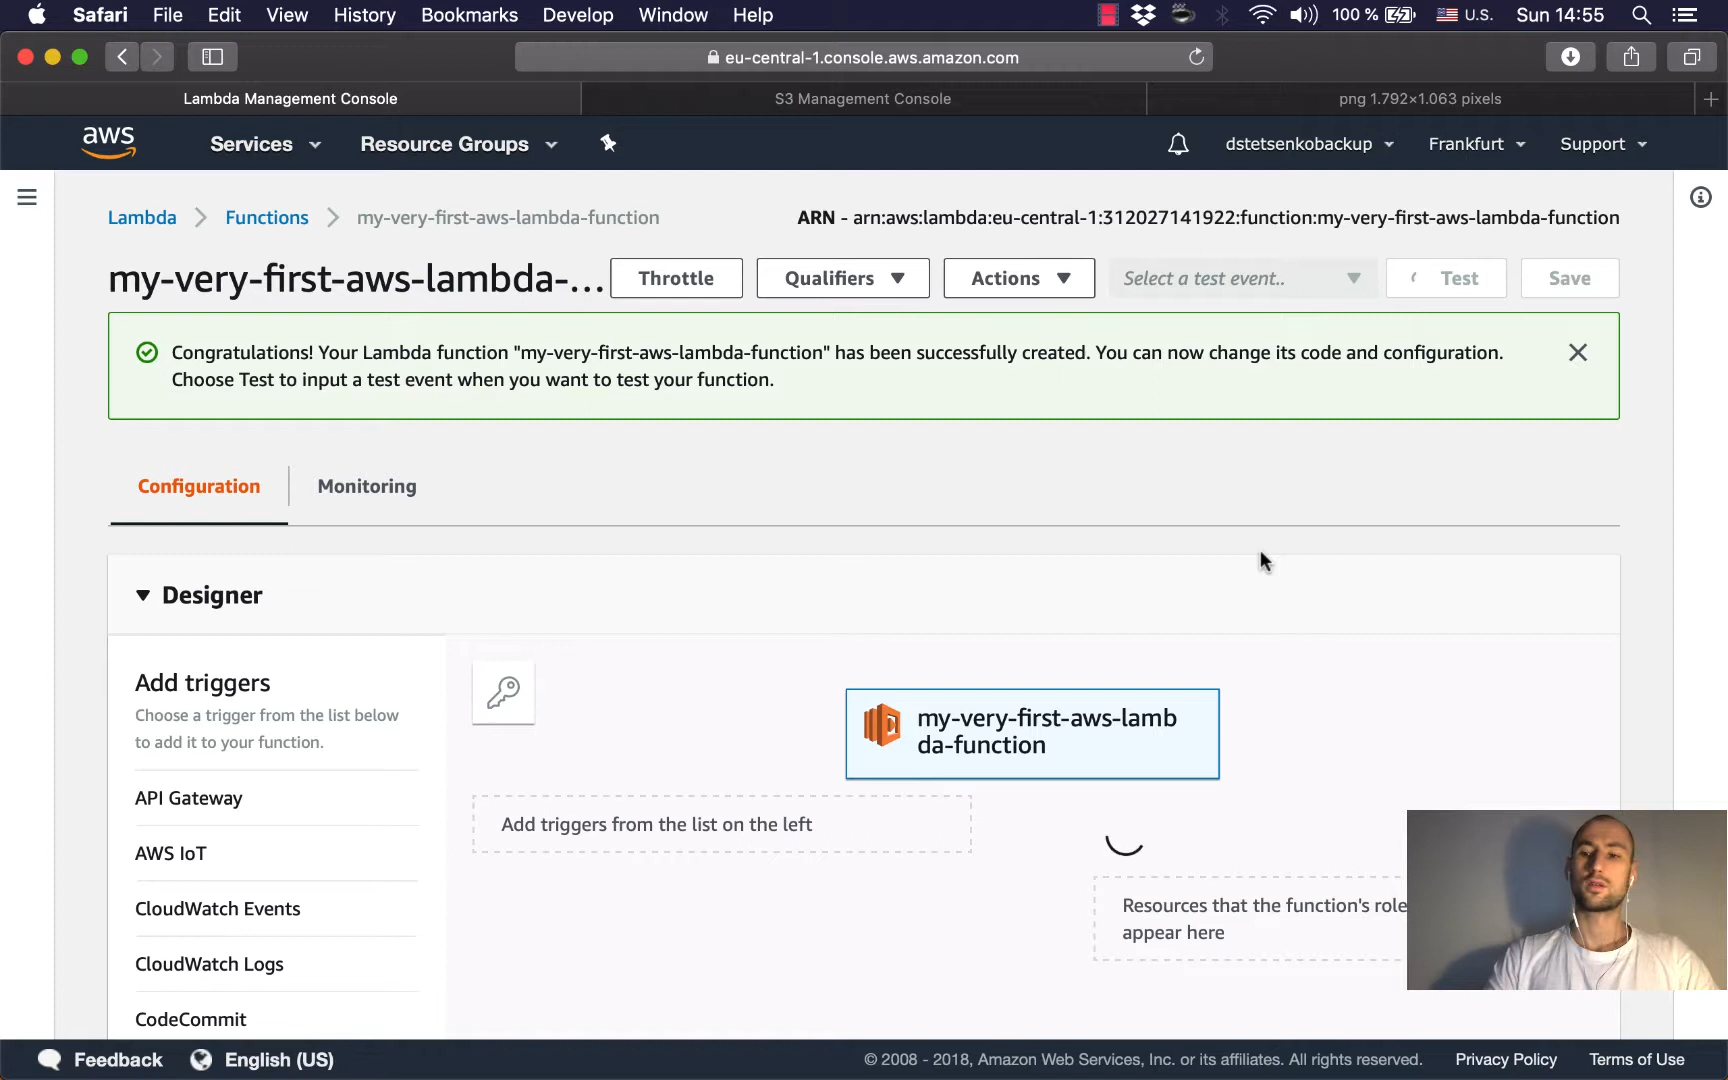 Safari File Edit View History Bookmarks Develop Window Help 100 % U.S. Sun 14:55
eu-central-1.console.aws.amazon.com
Lambda Management Console S3 Management Console png 1.792×1.063 pixels
aws Services Resource Groups dstetsenkobackup Frankfurt Support
Lambda Functions my-very-first-aws-lambda-function ARN - arn:aws:lambda:eu-central-1:312027141922:function:my-very-first-aws-lambda-function
my-very-first-aws-lambda-... Throttle Qualifiers Actions Select a test event.. Test Save
Congratulations! Your Lambda function "my-very-first-aws-lambda-function" has been successfully created. You can now change its code and configuration.
Choose Test to input a test event when you want to test your function.
Configuration Monitoring
Designer
Add triggers
Choose a trigger from the list below
to add it to your function.
API Gateway
AWS IoT
CloudWatch Events
CloudWatch Logs
CodeCommit
my-very-first-aws-lamb
da-function
Add triggers from the list on the left
Resources that the function's role
appear here
Feedback English (US) © 2008 - 2018, Amazon Web Services, Inc. or its affiliates. All rights reserved. Privacy Policy Terms of Use